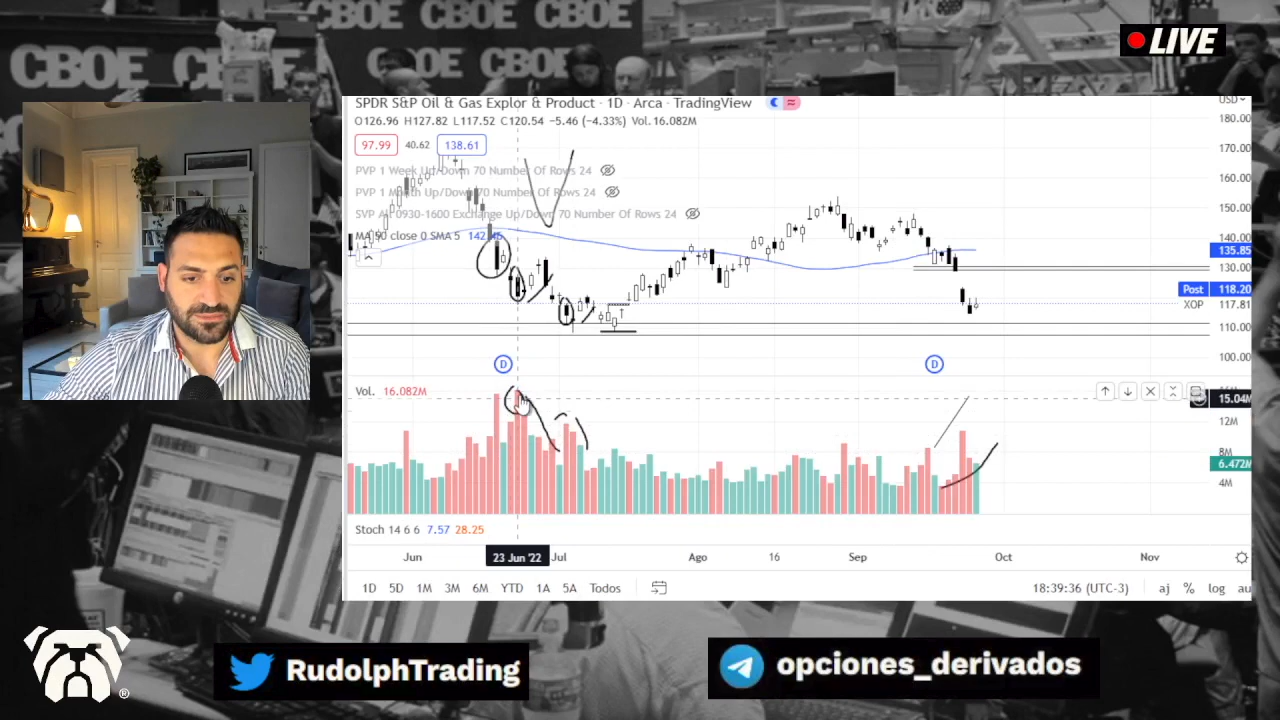 CBOE CBOE CBOE
CBOE CBOE
CBOE CBOE
LIVE
SPDR S&P Oil & Gas Explor & Product · 1D · Arca · TradingView
USD
O126.96 H127.82 L117.52 C120.54 −5.46 (−4.33%) Vol. 16.082M
97.99 40.62 138.61
PVP 1 Week Up/Down 70 Number Of Rows 24
PVP 1 Month Up/Down 70 Number Of Rows 24
SVP All 0930-1600 Exchange Up/Down 70 Number Of Rows 24
MA 50 close 0 SMA 5
180.00
170.00
160.00
150.00
140.00
135.85
130.00
Post 118.20
XOP 117.81
110.00
100.00
D D
Vol. 16.082M
15.04M
12M
8M
6.472M
4M
Stoch 14 6 6 7.57 28.25
Jun 23 Jun '22 Jul Ago 16 Sep Oct Nov
1D 5D 1M 3M 6M YTD 1A 5A Todos 18:39:36 (UTC-3) aj % log au
RudolphTrading
opciones_derivados
®